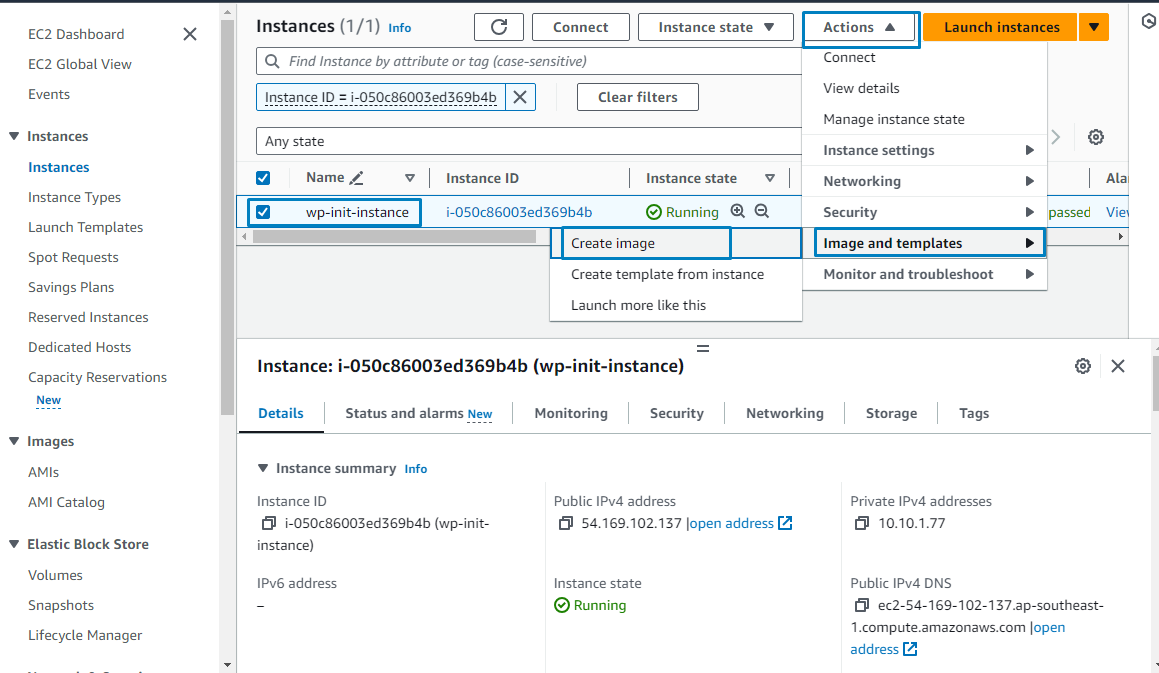 EC2 Dashboard
EC2 Global View
Events
Instances
Instances
Instance Types
Launch Templates
Spot Requests
Savings Plans
Reserved Instances
Dedicated Hosts
Capacity Reservations
New
Images
AMIs
AMI Catalog
Elastic Block Store
Volumes
Snapshots
Lifecycle Manager
Instances (1/1) Info
Connect
Instance state
Actions
Launch instances
Find Instance by attribute or tag (case-sensitive)
Instance ID = i-050c86003ed369b4b
Clear filters
Any state
Name
Instance ID
Instance state
Alar
wp-init-instance
i-050c86003ed369b4b
Running
passed
View
Connect
View details
Manage instance state
Instance settings
Networking
Security
Image and templates
Monitor and troubleshoot
Create image
Create template from instance
Launch more like this
Instance: i-050c86003ed369b4b (wp-init-instance)
Details
Status and alarms New
Monitoring
Security
Networking
Storage
Tags
Instance summary Info
Instance ID
i-050c86003ed369b4b (wp-init-
instance)
Public IPv4 address
54.169.102.137 |open address
Private IPv4 addresses
10.10.1.77
IPv6 address
–
Instance state
Running
Public IPv4 DNS
ec2-54-169-102-137.ap-southeast-
1.compute.amazonaws.com |open
address